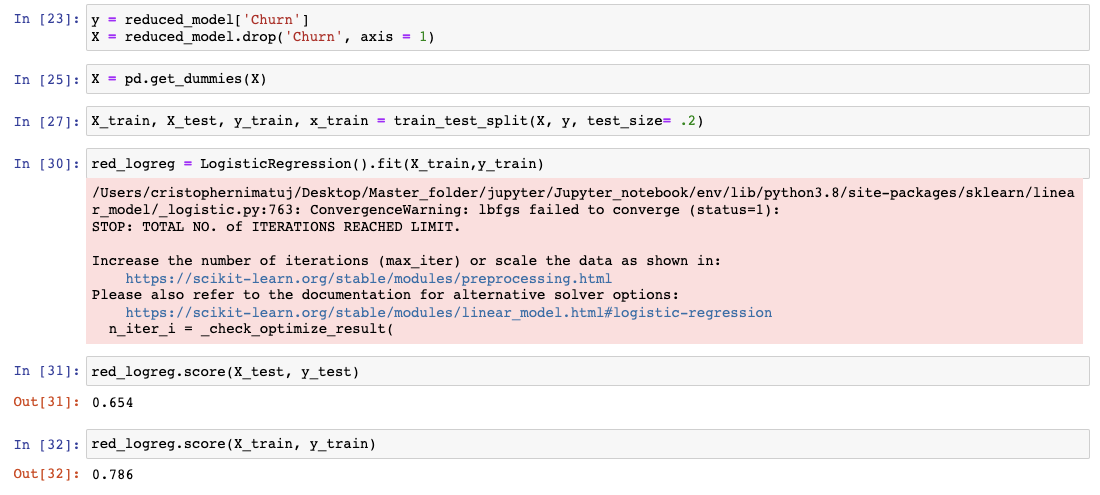 In [23]: y = reduced_model['Churn']
X = reduced_model.drop('Churn', axis = 1)
In [25]: X = pd.get_dummies(X)
In [27]: X_train, X_test, y_train, x_train = train_test_split(X, y, test_size= .2)
In [30]: red_logreg = LogisticRegression().fit(X_train,y_train)
/Users/cristophernimatuj/Desktop/Master_folder/jupyter/Jupyter_notebook/env/lib/python3.8/site-packages/sklearn/linea
r_model/_logistic.py:763: ConvergenceWarning: lbfgs failed to converge (status=1):
STOP: TOTAL NO. of ITERATIONS REACHED LIMIT.
Increase the number of iterations (max_iter) or scale the data as shown in:
https://scikit-learn.org/stable/modules/preprocessing.html
Please also refer to the documentation for alternative solver options:
https://scikit-learn.org/stable/modules/linear_model.html#logistic-regression
n_iter_i = _check_optimize_result(
In [31]: red_logreg.score(X_test, y_test)
Out[31]: 0.654
In [32]: red_logreg.score(X_train, y_train)
Out[32]: 0.786